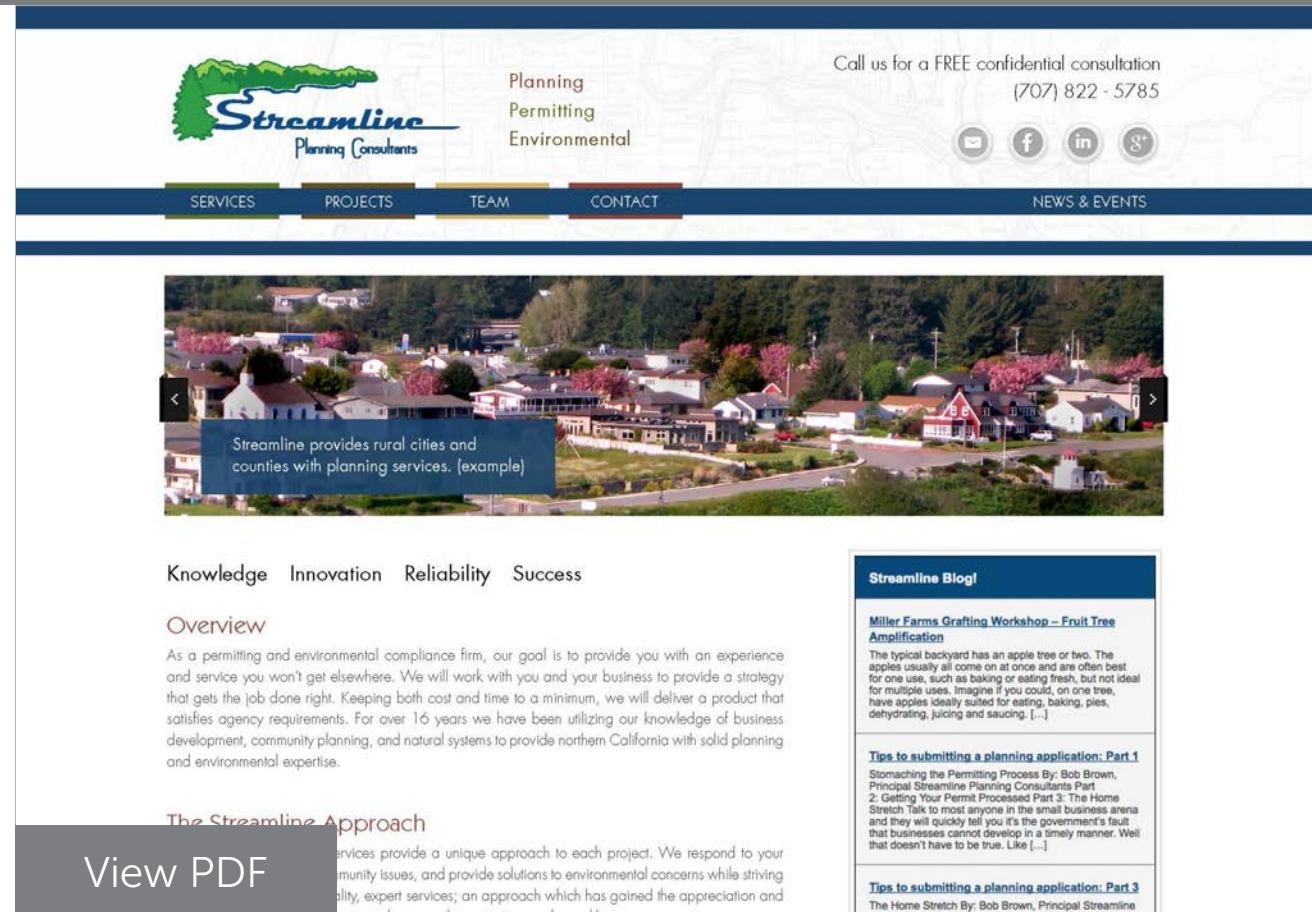 Streamline
Planning Consultants
Planning
Permitting
Environmental
Call us for a FREE confidential consultation
(707) 822 - 5785
f
in
g+
SERVICES
PROJECTS
TEAM
CONTACT
NEWS & EVENTS
Streamline provides rural cities and
counties with planning services. (example)
Knowledge Innovation Reliability Success
Overview
As a permitting and environmental compliance firm, our goal is to provide you with an experience
and service you won't get elsewhere. We will work with you and your business to provide a strategy
that gets the job done right. Keeping both cost and time to a minimum, we will deliver a product that
satisfies agency requirements. For over 16 years we have been utilizing our knowledge of business
development, community planning, and natural systems to provide northern California with solid planning
and environmental expertise.
The Streamline Approach
services provide a unique approach to each project. We respond to your
issues, and provide solutions to environmental concerns while striving
expert services; an approach which has gained the appreciation and
View PDF
Streamline Blog!
Miller Farms Grafting Workshop – Fruit Tree
Amplification
The typical backyard has an apple tree or two. The
apples usually all come on at once and are often best
for one use, such as baking or eating fresh, but not ideal
for multiple uses. Imagine if you could, on one tree,
have apples ideally suited for eating, baking, pies,
dehydrating, juicing and saucing. [...]
Tips to submitting a planning application: Part 1
Stomaching the Permitting Process By: Bob Brown,
Principal Streamline Planning Consultants Part
2: Getting Your Permit Processed Part 3: The Home
Stretch Talk to most anyone in the small business arena
and they will quickly tell you it's the government's fault
that businesses cannot develop in a timely manner. Well
that doesn't have to be true. Like [...]
Tips to submitting a planning application: Part 3
The Home Stretch By: Bob Brown, Principal Streamline